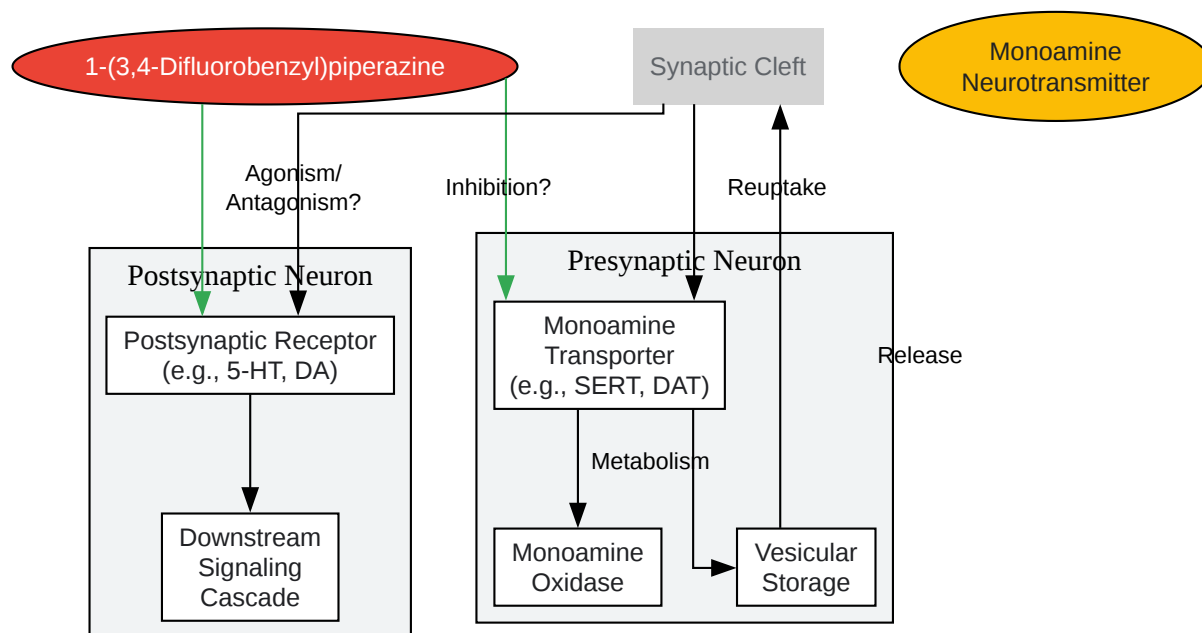 1-(3,4-Difluorobenzyl)piperazine
Synaptic Cleft
Monoamine
Neurotransmitter
Agonism/
Antagonism?
Inhibition?
Reuptake
Postsynaptic Neuron
Presynaptic Neuron
Postsynaptic Receptor
(e.g., 5-HT, DA)
Monoamine
Transporter
(e.g., SERT, DAT)
Release
Metabolism
Downstream
Signaling
Cascade
Monoamine
Oxidase
Vesicular
Storage